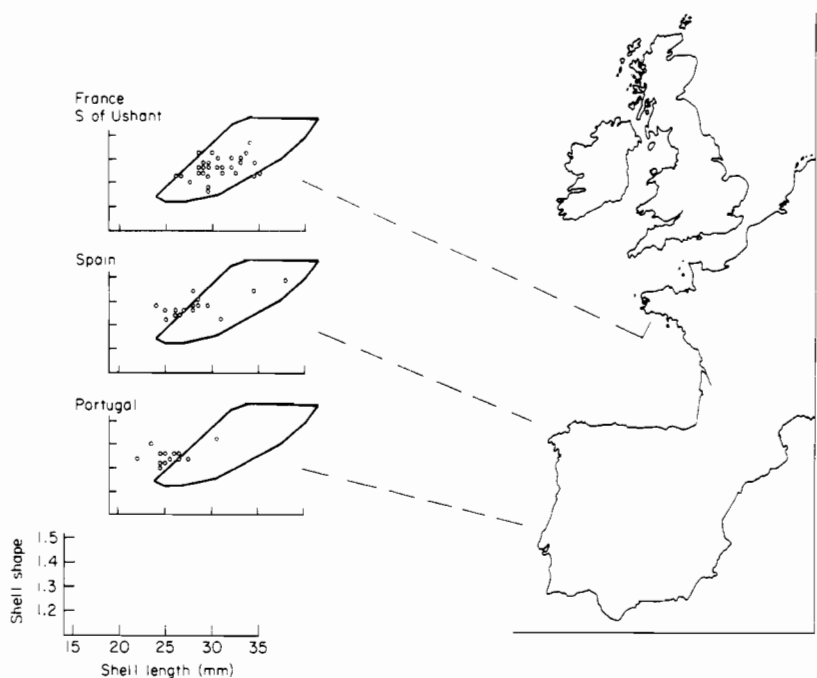 France
S of Ushant
Spain
Portugal
1.5
1.4
1.3
1.2
Shell shape
15 20 25 30 35
Shell length (mm)